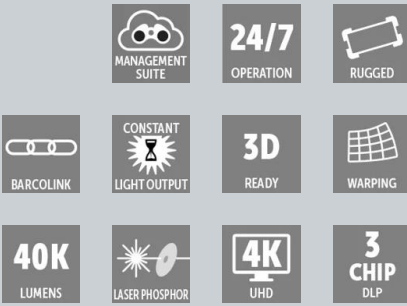 MANAGEMENT
SUITE
24/7
OPERATION
RUGGED
BARCOLINK
CONSTANT
LIGHT OUTPUT
3D
READY
WARPING
40K
LUMENS
LASER PHOSPHOR
4K
UHD
3
CHIP
DLP